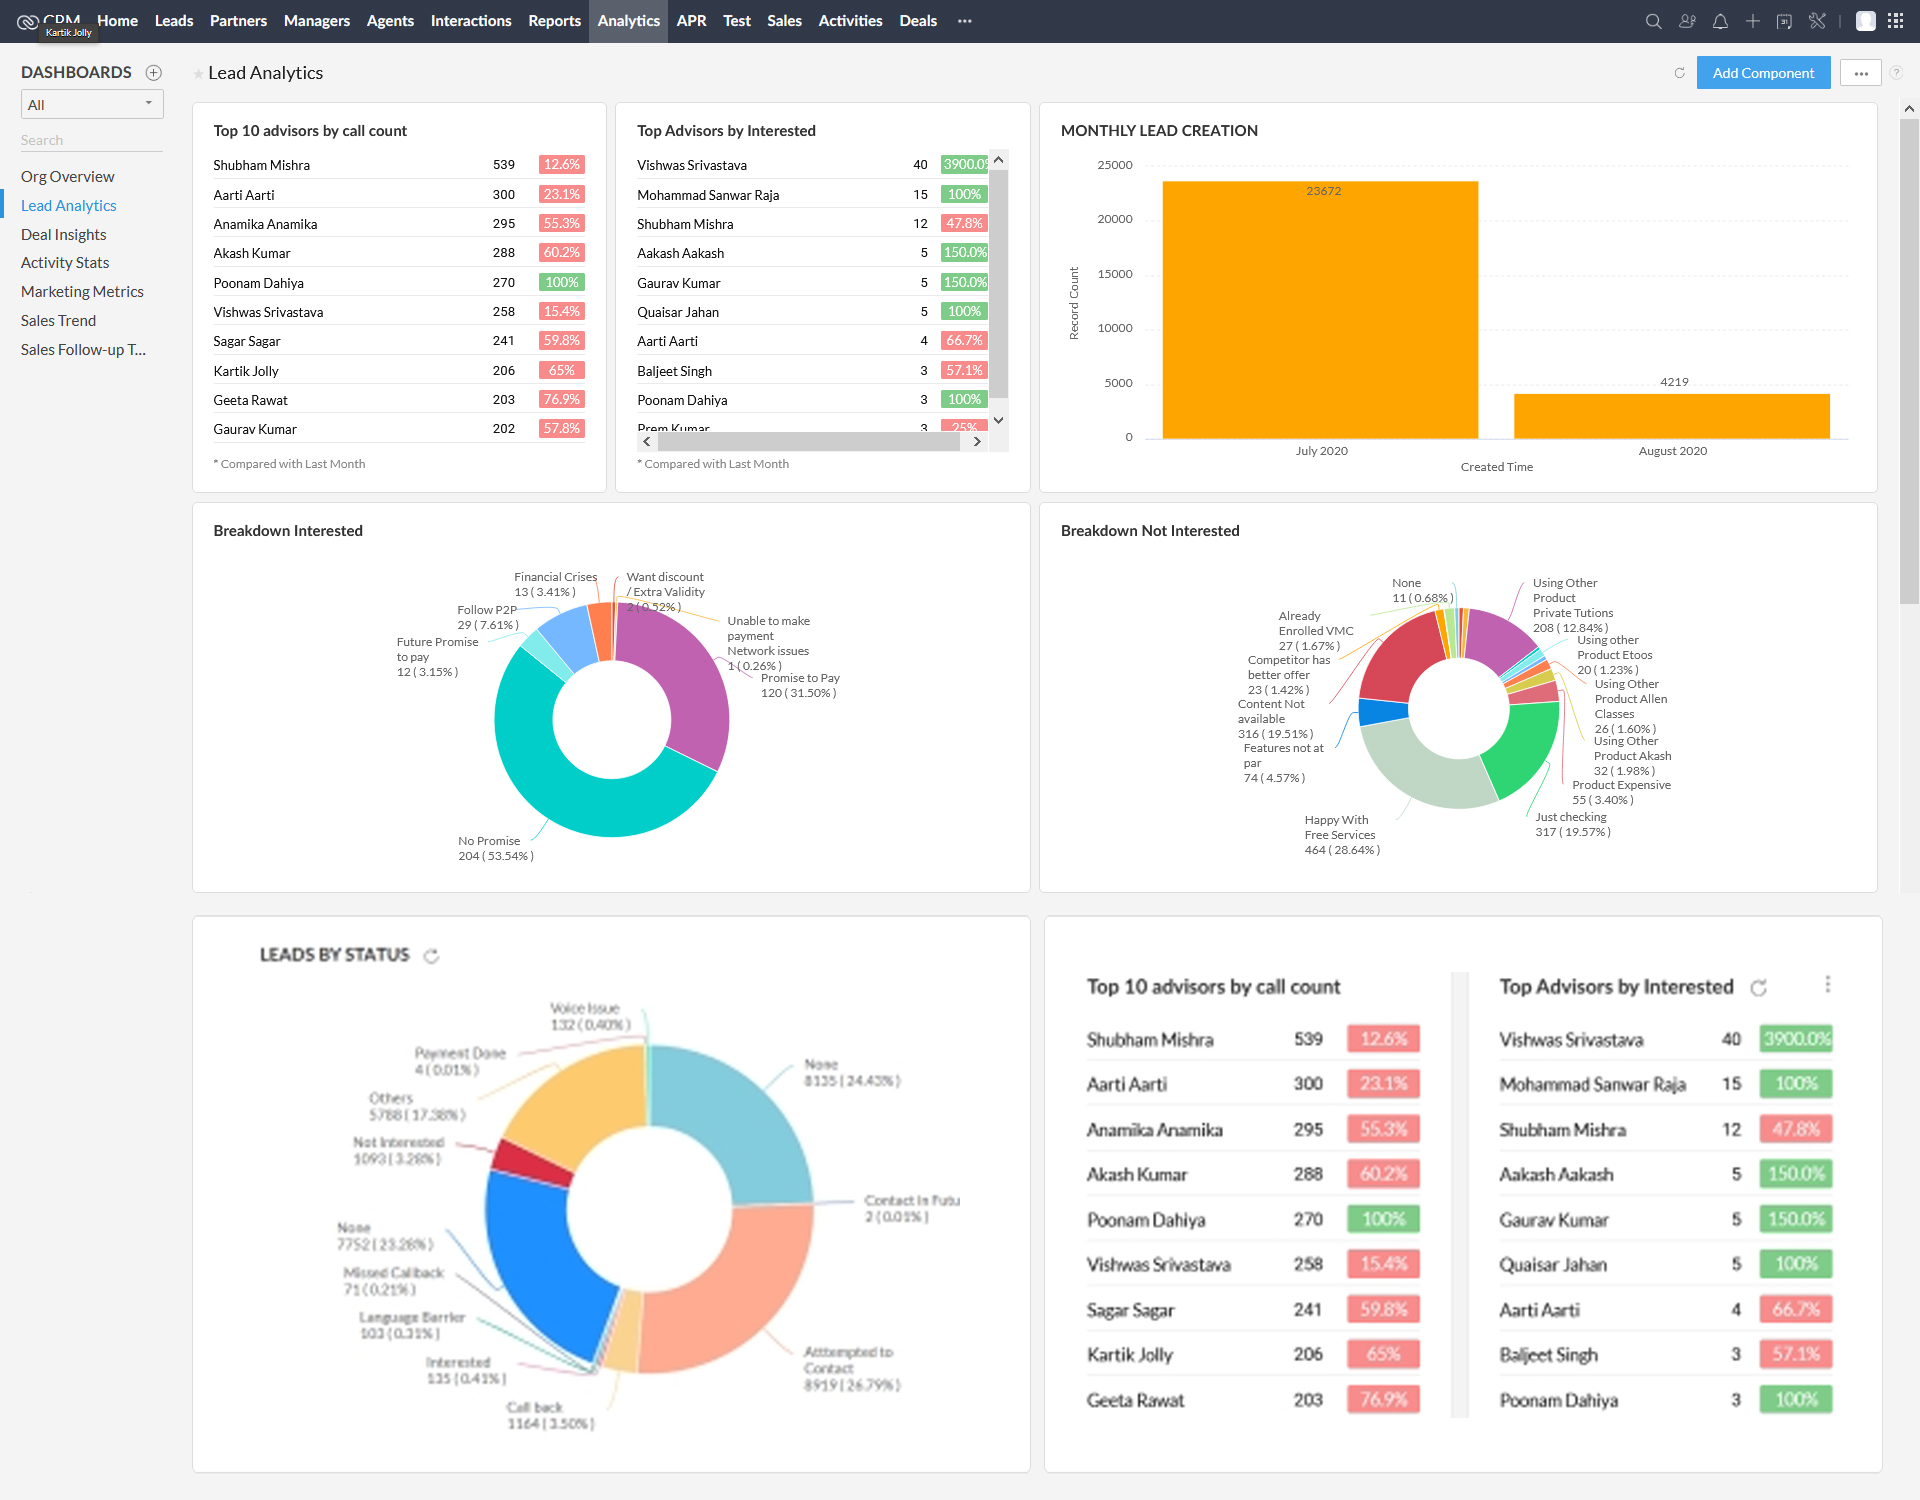 CRM Home Leads Partners Managers Agents Interactions Reports Analytics APR Test Sales Activities Deals ...
Kartik Jolly
DASHBOARDS
All
Search
Org Overview
Lead Analytics
Deal Insights
Activity Stats
Marketing Metrics
Sales Trend
Sales Follow-up T...
Lead Analytics
Add Component
...
?
Top 10 advisors by call count
Shubham Mishra 539 12.6%
Aarti Aarti 300 23.1%
Anamika Anamika 295 55.3%
Akash Kumar 288 60.2%
Poonam Dahiya 270 100%
Vishwas Srivastava 258 15.4%
Sagar Sagar 241 59.8%
Kartik Jolly 206 65%
Geeta Rawat 203 76.9%
Gaurav Kumar 202 57.8%
* Compared with Last Month
Top Advisors by Interested
Vishwas Srivastava 40 3900.0%
Mohammad Sanwar Raja 15 100%
Shubham Mishra 12 47.8%
Aakash Aakash 5 150.0%
Gaurav Kumar 5 150.0%
Quaisar Jahan 5 100%
Aarti Aarti 4 66.7%
Baljeet Singh 3 57.1%
Poonam Dahiya 3 100%
Prem Kumar 3 25%
* Compared with Last Month
MONTHLY LEAD CREATION
25000
20000
15000
10000
5000
0
Record Count
23672
4219
July 2020
August 2020
Created Time
Breakdown Interested
Financial Crises
13 ( 3.41% )
Want discount
/ Extra Validity
2 ( 0.52% )
Follow P2P
29 ( 7.61% )
Unable to make
payment
Network issues
1 ( 0.26% )
Future Promise
to pay
12 ( 3.15% )
Promise to Pay
120 ( 31.50% )
No Promise
204 ( 53.54% )
Breakdown Not Interested
None
11 ( 0.68% )
Using Other
Product
Private Tutions
208 ( 12.84% )
Already
Enrolled VMC
27 ( 1.67% )
Using other
Product Etoos
20 ( 1.23% )
Competitor has
better offer
23 ( 1.42% )
Using Other
Product Allen
Classes
26 ( 1.60% )
Content Not
available
316 ( 19.51% )
Using Other
Product Akash
32 ( 1.98% )
Features not at
par
74 ( 4.57% )
Product Expensive
55 ( 3.40% )
Just checking
317 ( 19.57% )
Happy With
Free Services
464 ( 28.64% )
LEADS BY STATUS
Voice Issue
132 ( 0.40% )
Payment Done
4 ( 0.01% )
None
8135 ( 24.43% )
Others
5788 ( 17.38% )
Not Interested
1093 ( 3.28% )
Contact In Futu
2 ( 0.01% )
None
7752 ( 23.28% )
Missed Callback
71 ( 0.21% )
Language Barrier
103 ( 0.31% )
Interested
135 ( 0.41% )
Atttempted to
Contact
8919 ( 26.79% )
Call back
1164 ( 3.50% )
Top 10 advisors by call count
Shubham Mishra 539 12.6%
Aarti Aarti 300 23.1%
Anamika Anamika 295 55.3%
Akash Kumar 288 60.2%
Poonam Dahiya 270 100%
Vishwas Srivastava 258 15.4%
Sagar Sagar 241 59.8%
Kartik Jolly 206 65%
Geeta Rawat 203 76.9%
Top Advisors by Interested
Vishwas Srivastava 40 3900.0%
Mohammad Sanwar Raja 15 100%
Shubham Mishra 12 47.8%
Aakash Aakash 5 150.0%
Gaurav Kumar 5 150.0%
Quaisar Jahan 5 100%
Aarti Aarti 4 66.7%
Baljeet Singh 3 57.1%
Poonam Dahiya 3 100%